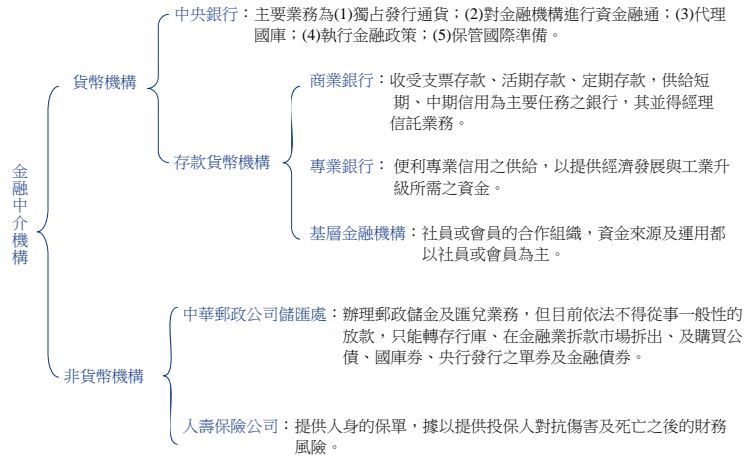 中央銀行：主要業務為(1)獨占發行通貨；(2)對金融機構進行資金融通；(3)代理
國庫；(4)執行金融政策；(5)保管國際準備。
貨幣機構
商業銀行：收受支票存款、活期存款、定期存款，供給短
期、中期信用為主要任務之銀行，其並得經理
信託業務。
存款貨幣機構
專業銀行：便利專業信用之供給，以提供經濟發展與工業升
級所需之資金。
基層金融機構：社員或會員的合作組織，資金來源及運用都
以社員或會員為主。
金融中介機構
中華郵政公司儲匯處：辦理郵政儲金及匯兌業務，但目前依法不得從事一般性的
放款，只能轉存行庫、在金融業拆款市場拆出、及購買公
債、國庫券、央行發行之單券及金融債券。
非貨幣機構
人壽保險公司：提供人身的保單，據以提供投保人對抗傷害及死亡之後的財務
風險。